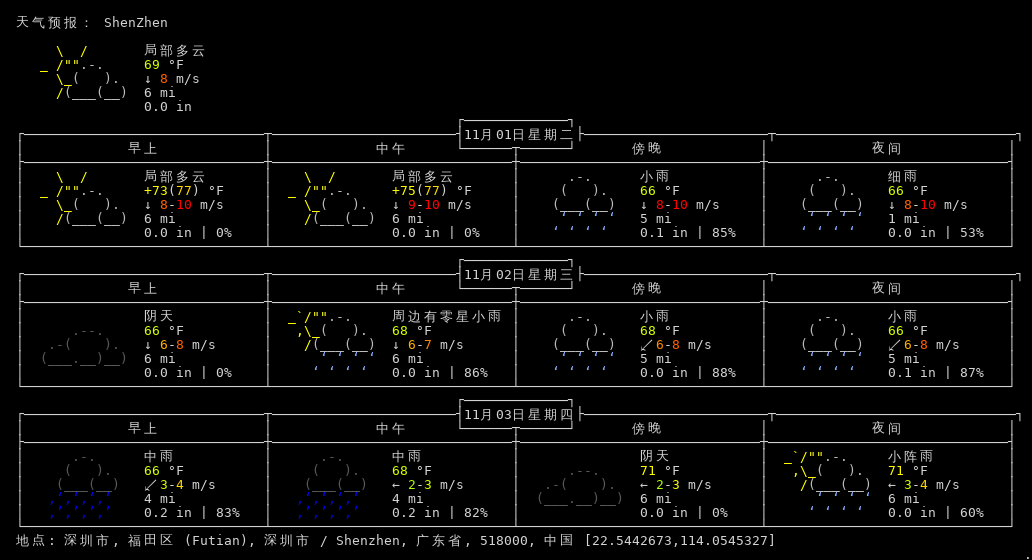 天气预报: ShenZhen
局部多云
69 °F
↓ 8 m/s
6 mi
0.0 in
11月01日星期二
早上 中午 傍晚 夜间
局部多云 局部多云 小雨 细雨
+73(77) °F +75(77) °F 66 °F 66 °F
↓ 8-10 m/s ↓ 9-10 m/s ↓ 8-10 m/s ↓ 8-10 m/s
6 mi 6 mi 5 mi 1 mi
0.0 in | 0% 0.0 in | 0% 0.1 in | 85% 0.0 in | 53%
11月02日星期三
早上 中午 傍晚 夜间
阴天 周边有零星小雨 小雨 小雨
66 °F 68 °F 68 °F 66 °F
↓ 6-8 m/s ↓ 6-7 m/s ↙ 6-8 m/s ↙ 6-8 m/s
6 mi 6 mi 5 mi 5 mi
0.0 in | 0% 0.0 in | 86% 0.0 in | 88% 0.1 in | 87%
11月03日星期四
早上 中午 傍晚 夜间
中雨 中雨 阴天 小阵雨
66 °F 68 °F 71 °F 71 °F
↙ 3-4 m/s ← 2-3 m/s ← 2-3 m/s ← 3-4 m/s
4 mi 4 mi 6 mi 6 mi
0.2 in | 83% 0.2 in | 82% 0.0 in | 0% 0.0 in | 60%
地点: 深圳市, 福田区 (Futian), 深圳市 / Shenzhen, 广东省, 518000, 中国 [22.5442673,114.0545327]